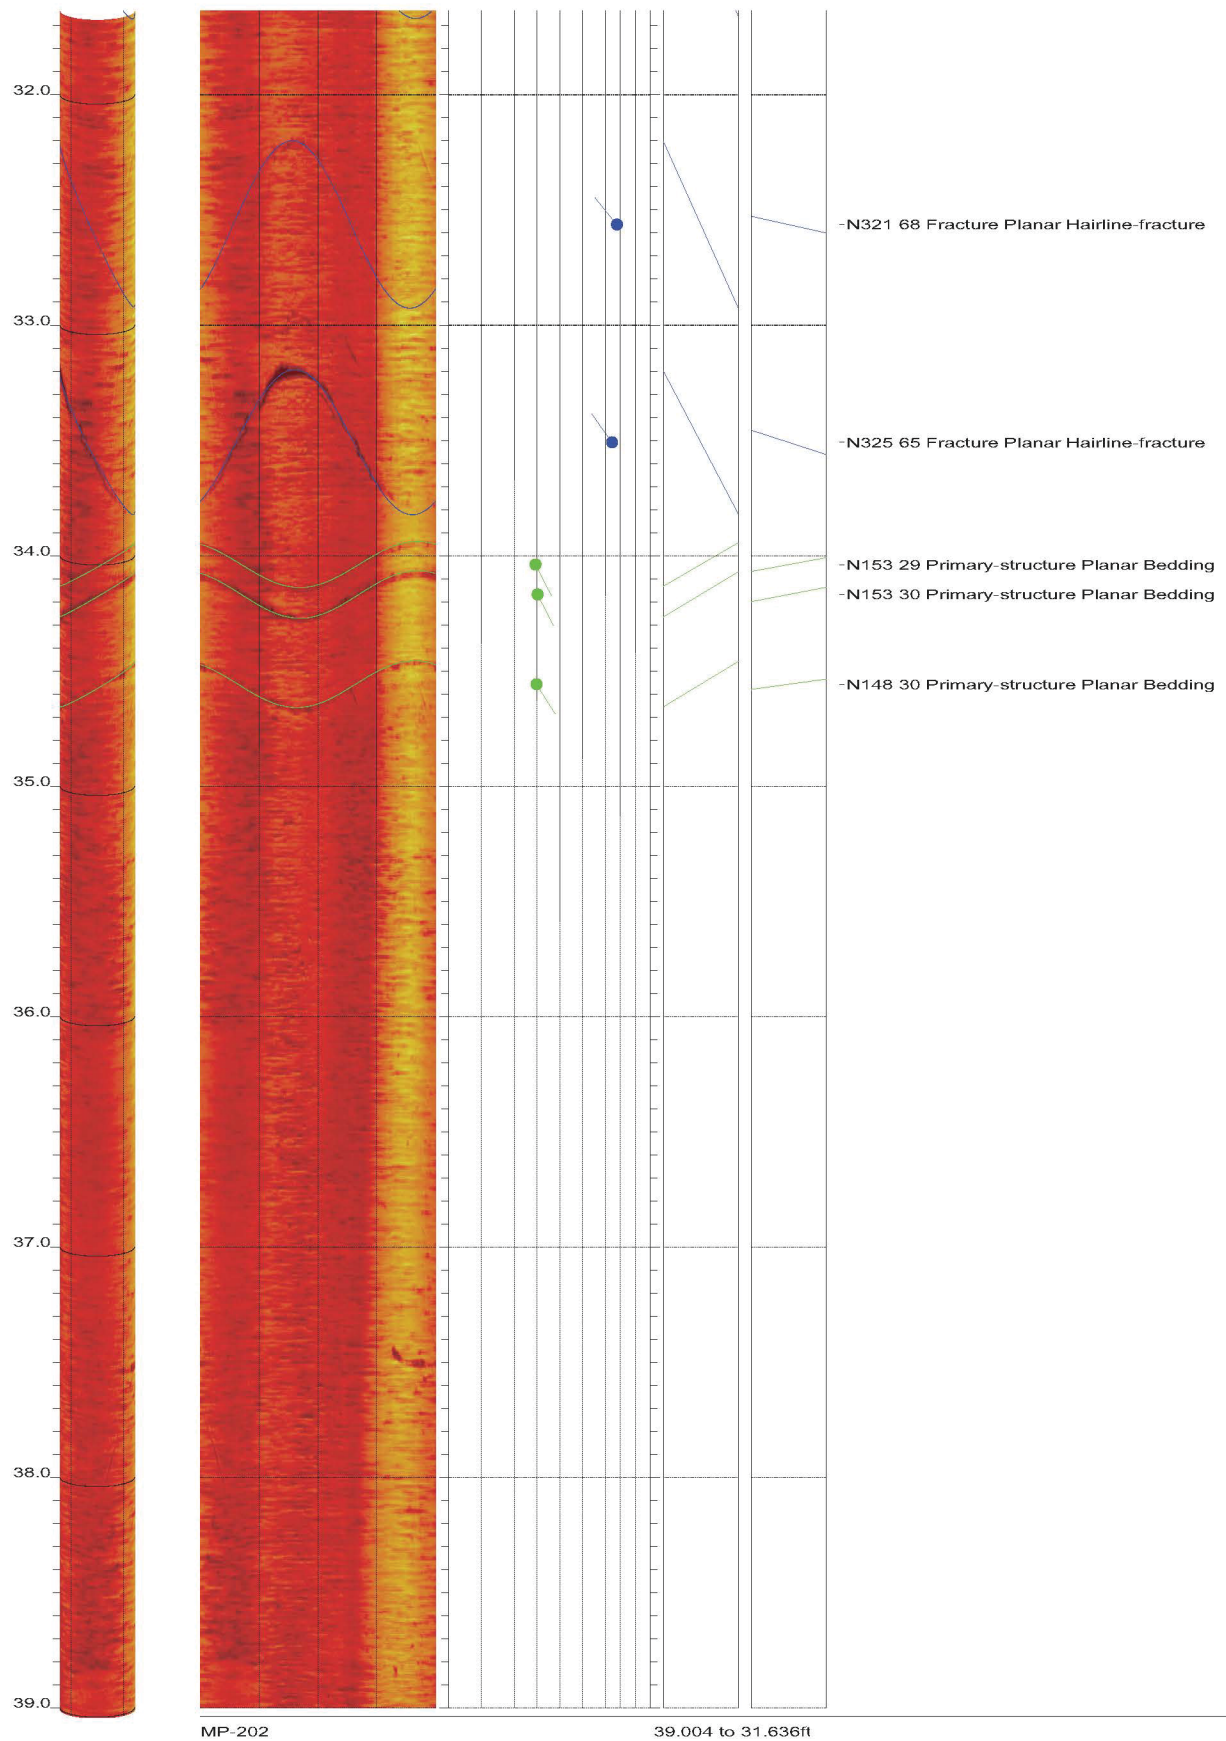 32.0
-N321 68 Fracture Planar Hairline-fracture
33.0
-N325 65 Fracture Planar Hairline-fracture
34.0
-N153 29 Primary-structure Planar Bedding
-N153 30 Primary-structure Planar Bedding
-N148 30 Primary-structure Planar Bedding
35.0
36.0
37.0
38.0
39.0
MP-202 39.004 to 31.636ft